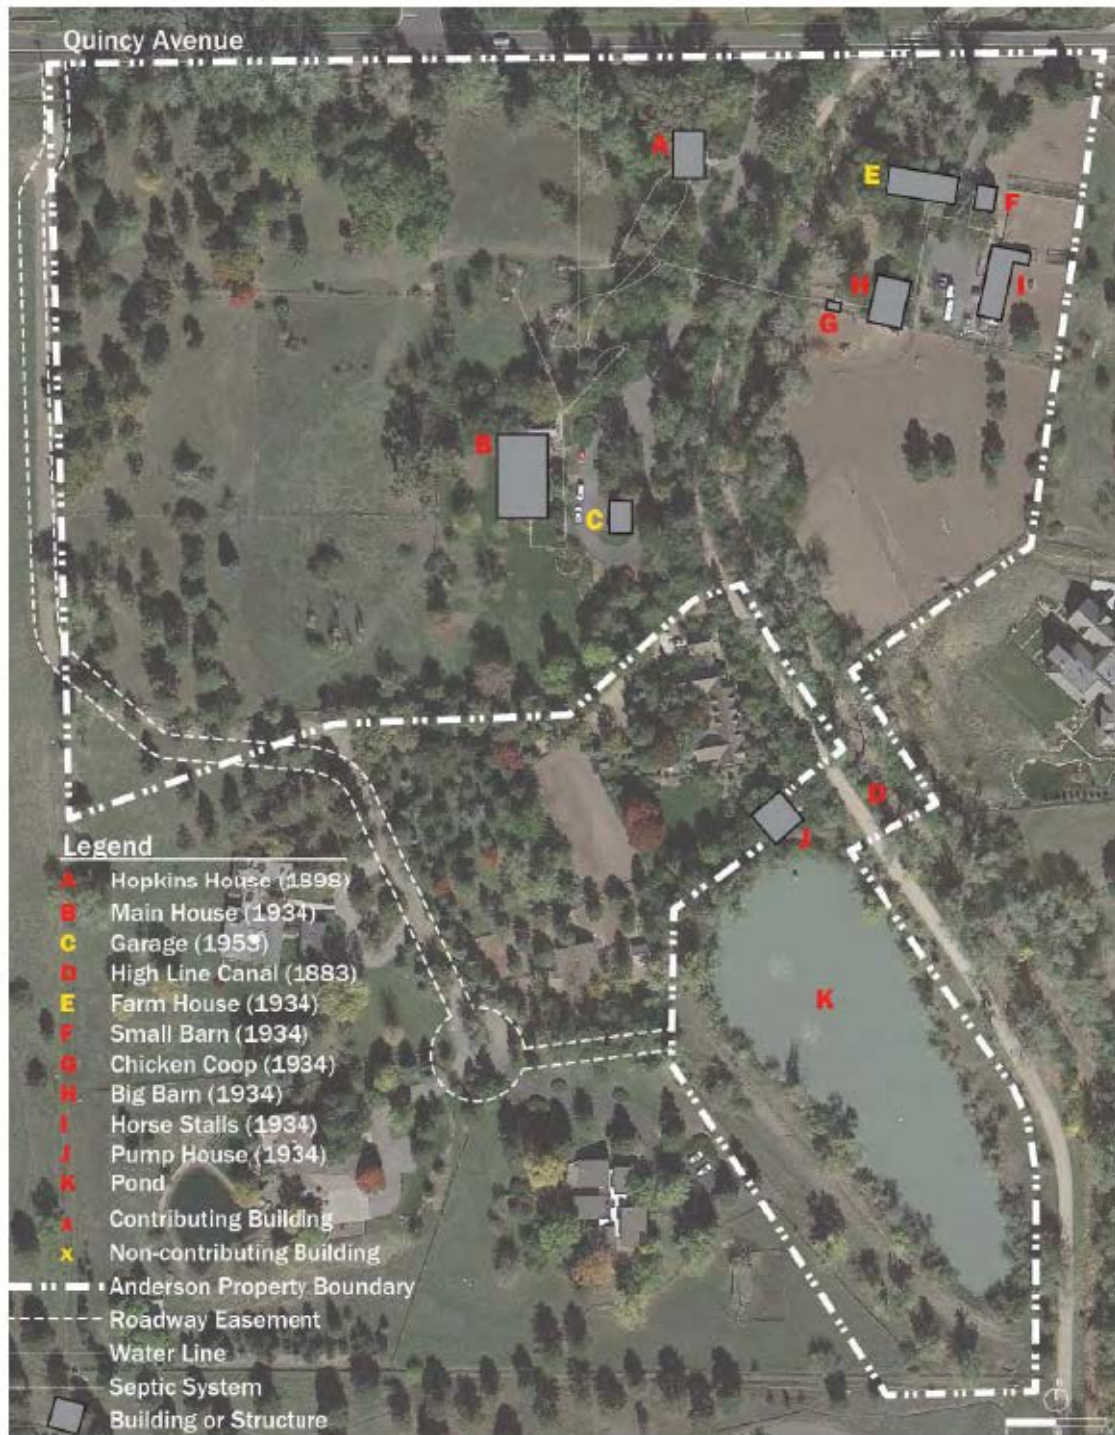 Quincy Avenue
A
E
F
H
I
G
B
C
D
J
K
Legend
A Hopkins House (1898)
B Main House (1934)
C Garage (1953)
D High Line Canal (1883)
E Farm House (1934)
F Small Barn (1934)
G Chicken Coop (1934)
H Big Barn (1934)
I Horse Stalls (1934)
J Pump House (1934)
K Pond
x Contributing Building
x Non-contributing Building
Anderson Property Boundary
Roadway Easement
Water Line
Septic System
Building or Structure